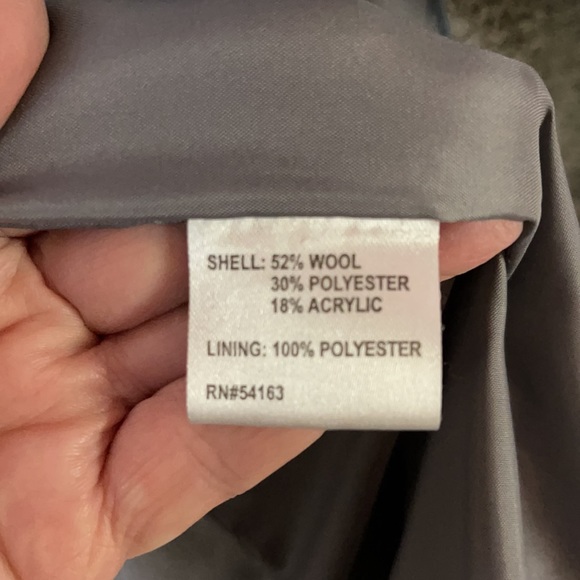 SHELL: 52% WOOL
30% POLYESTER
18% ACRYLIC
LINING: 100% POLYESTER
RN#54163